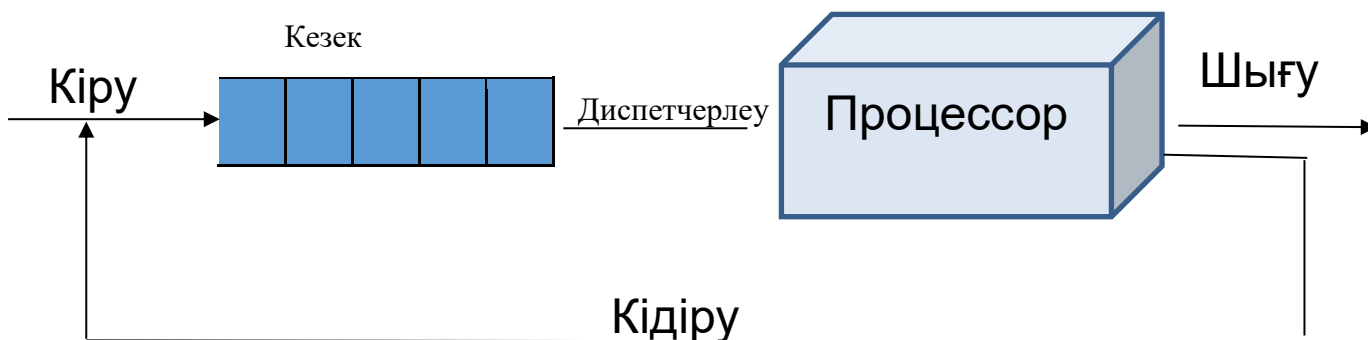 Кезек
Кіру
Диспетчерлеу
Процессор
Шығу
Кідіру